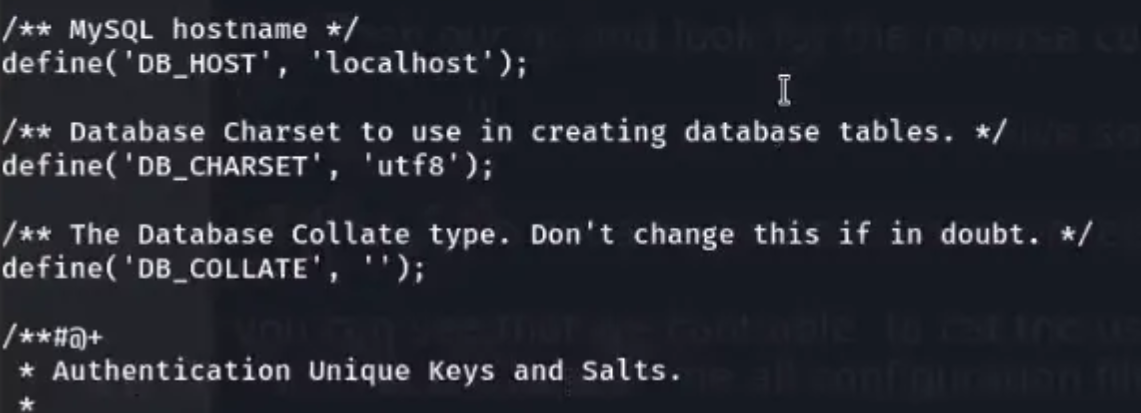 /** MySQL hostname */
define('DB_HOST', 'localhost');
/** Database Charset to use in creating database tables. */
define('DB_CHARSET', 'utf8');
/** The Database Collate type. Don't change this if in doubt. */
define('DB_COLLATE', '');
/**#@+
* Authentication Unique Keys and Salts.
*